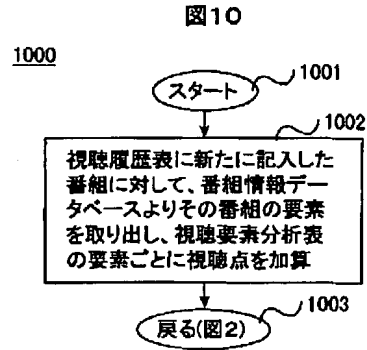 図10
1000
スタート
1001
1002
視聴履歴表に新たに記入した
番組に対して、番組情報デー
タベースよりその番組の要素
を取り出し、視聴要素分析表
の要素ごとに視聴点を加算
1003
戻る(図2)